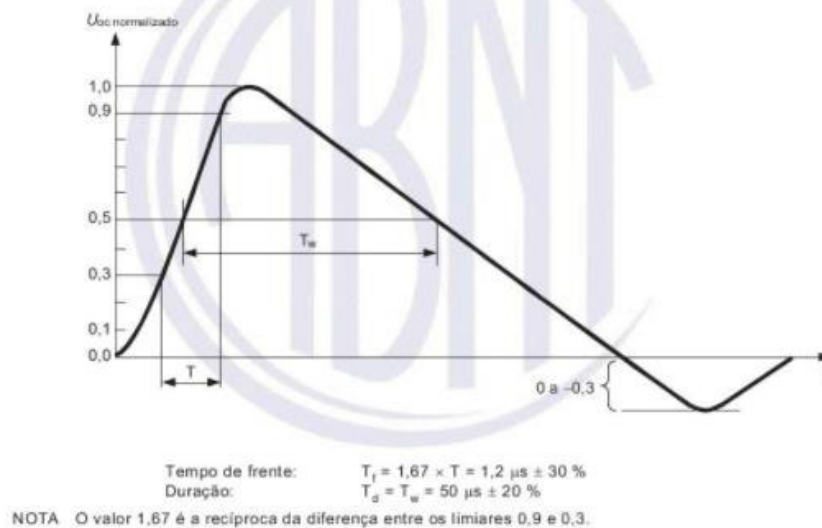 Uoc normalizado
1,0
0,9
0,5
Tw
0,3
0,1
0,0
T
t
0 a –0,3
Tempo de frente: Tf = 1,67 × T = 1,2 µs ± 30 %
Duração: Td = Tw = 50 µs ± 20 %
NOTA O valor 1,67 é a recíproca da diferença entre os limiares 0,9 e 0,3.
ABNT